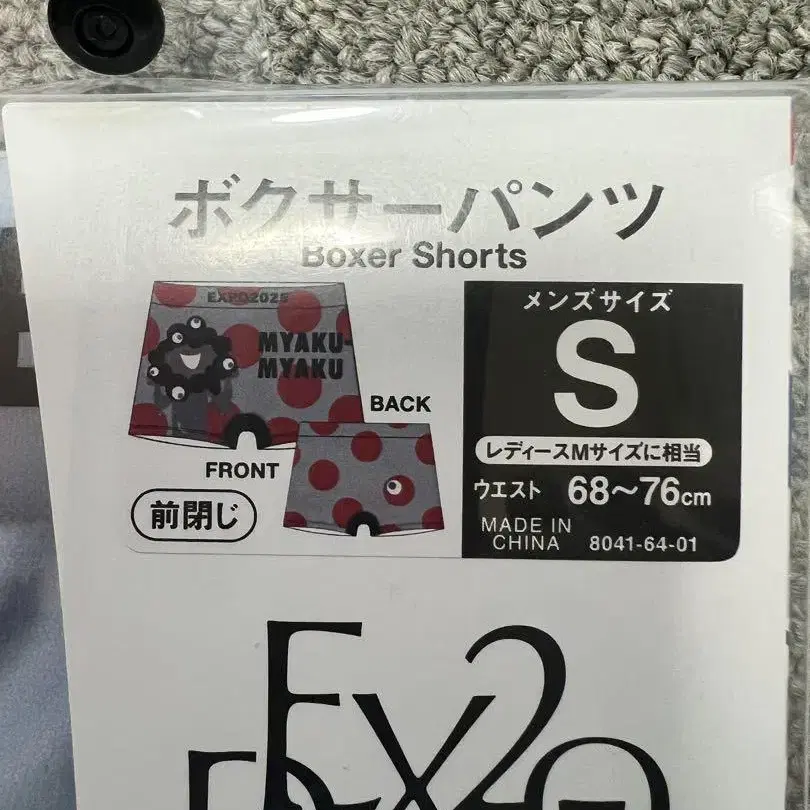 ボクサーパンツ
Boxer Shorts
EXPO2025
MYAKU-
MYAKU
FRONT
BACK
前閉じ
メンズサイズ
S
レディースMサイズに相当
ウエスト 68～76cm
MADE IN
CHINA 8041-64-01